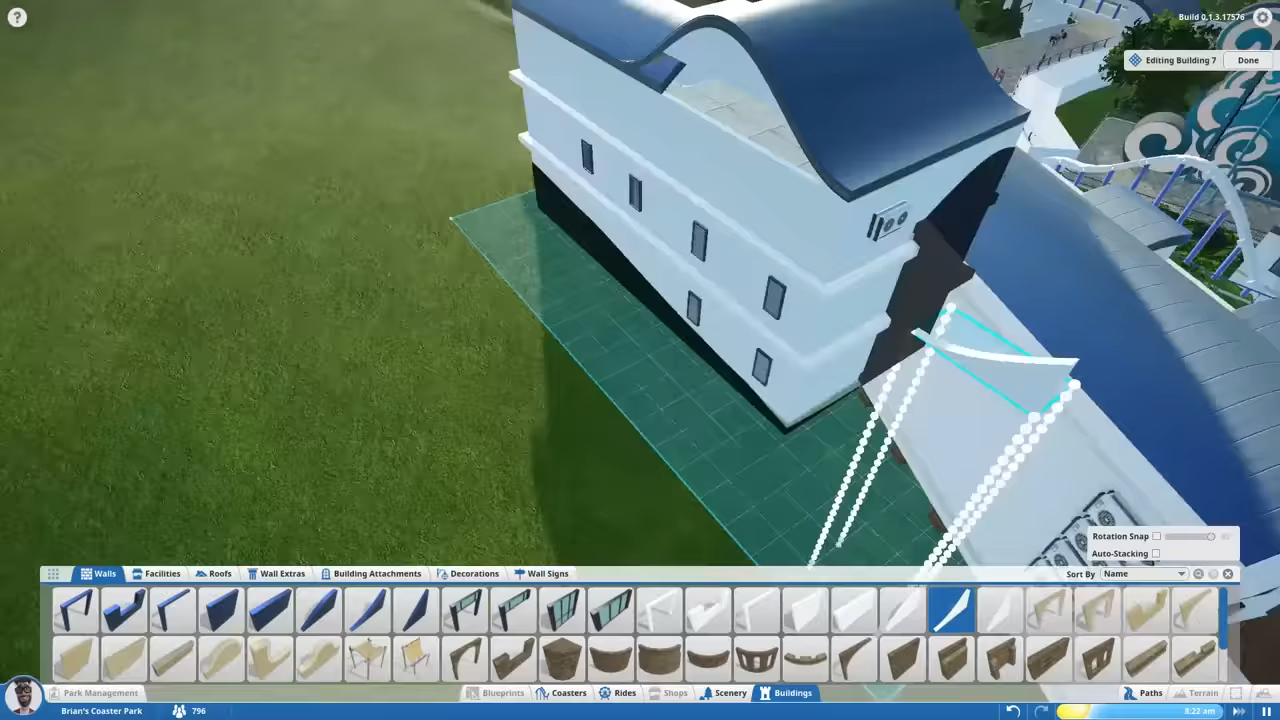 ?
Build 0.1.3.17576
Editing Building 7 Done
Rotation Snap
Auto-Stacking
Walls Facilities Roofs Wall Extras Building Attachments Decorations Wall Signs Sort By Name
Park Management Blueprints Coasters Rides Shops Scenery Buildings Paths Terrain
Brian's Coaster Park 796 8:22 am